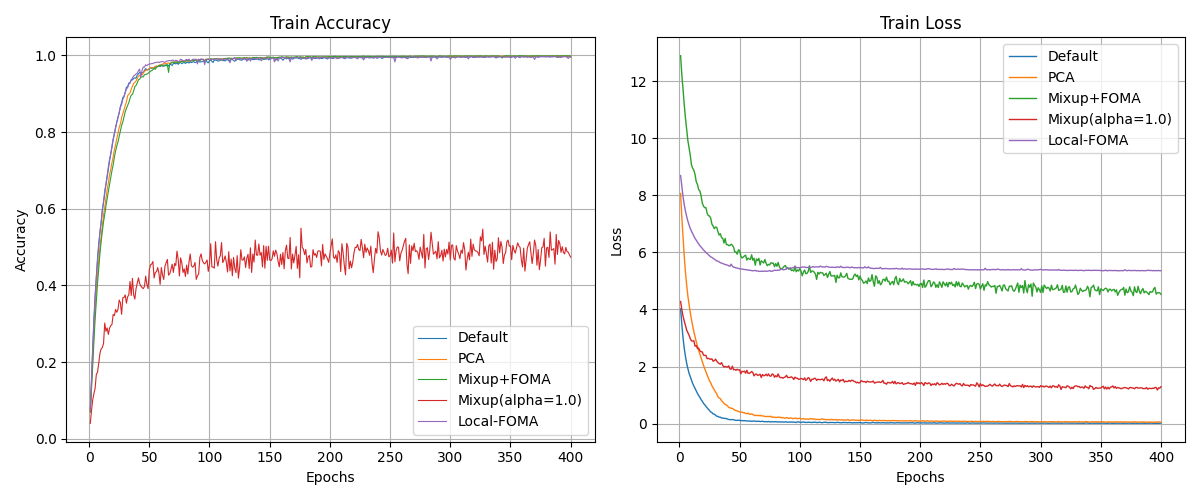 Train Accuracy
1.0
0.8
0.6
0.4
0.2
0.0
Accuracy
0 50 100 150 200 250 300 350 400
Epochs
Default
PCA
Mixup+FOMA
Mixup(alpha=1.0)
Local-FOMA
Train Loss
12
10
8
6
4
2
0
Loss
0 50 100 150 200 250 300 350 400
Epochs
Default
PCA
Mixup+FOMA
Mixup(alpha=1.0)
Local-FOMA